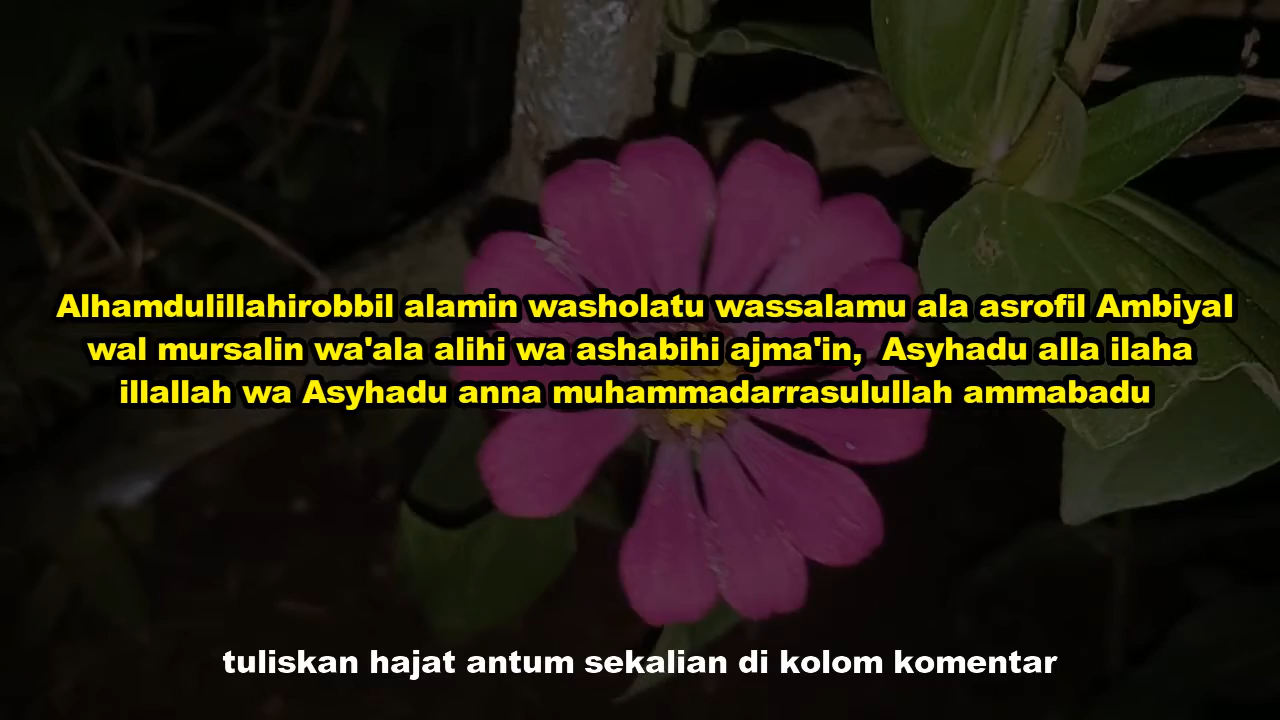 Alhamdulillahirobbil alamin washolatu wassalamu ala asrofil Ambiyal
wal mursalin wa'ala alihi wa ashabihi ajma'in,  Asyhadu alla ilaha
illallah wa Asyhadu anna muhammadarrasulullah ammabadu
tuliskan hajat antum sekalian di kolom komentar